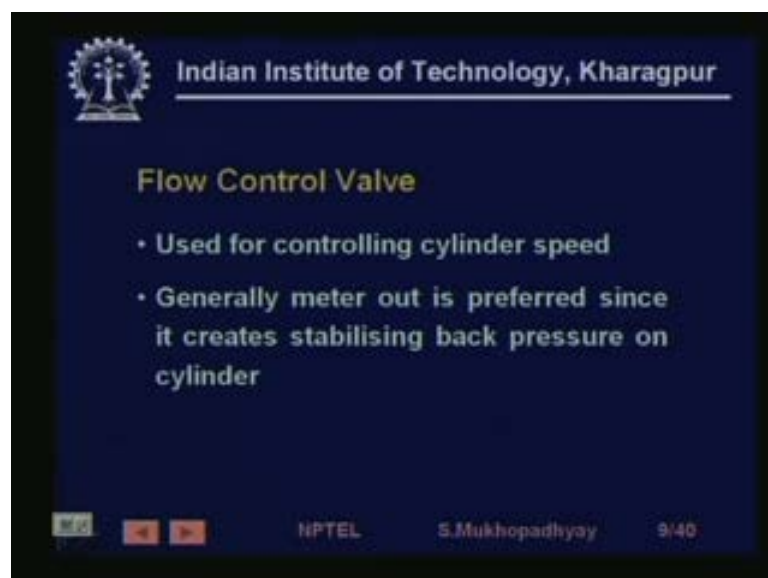 Indian Institute of Technology, Kharagpur
Flow Control Valve
• Used for controlling cylinder speed
• Generally meter out is preferred since
it creates stabilising back pressure on
cylinder
NPTEL S.Mukhopadhyay 9/40